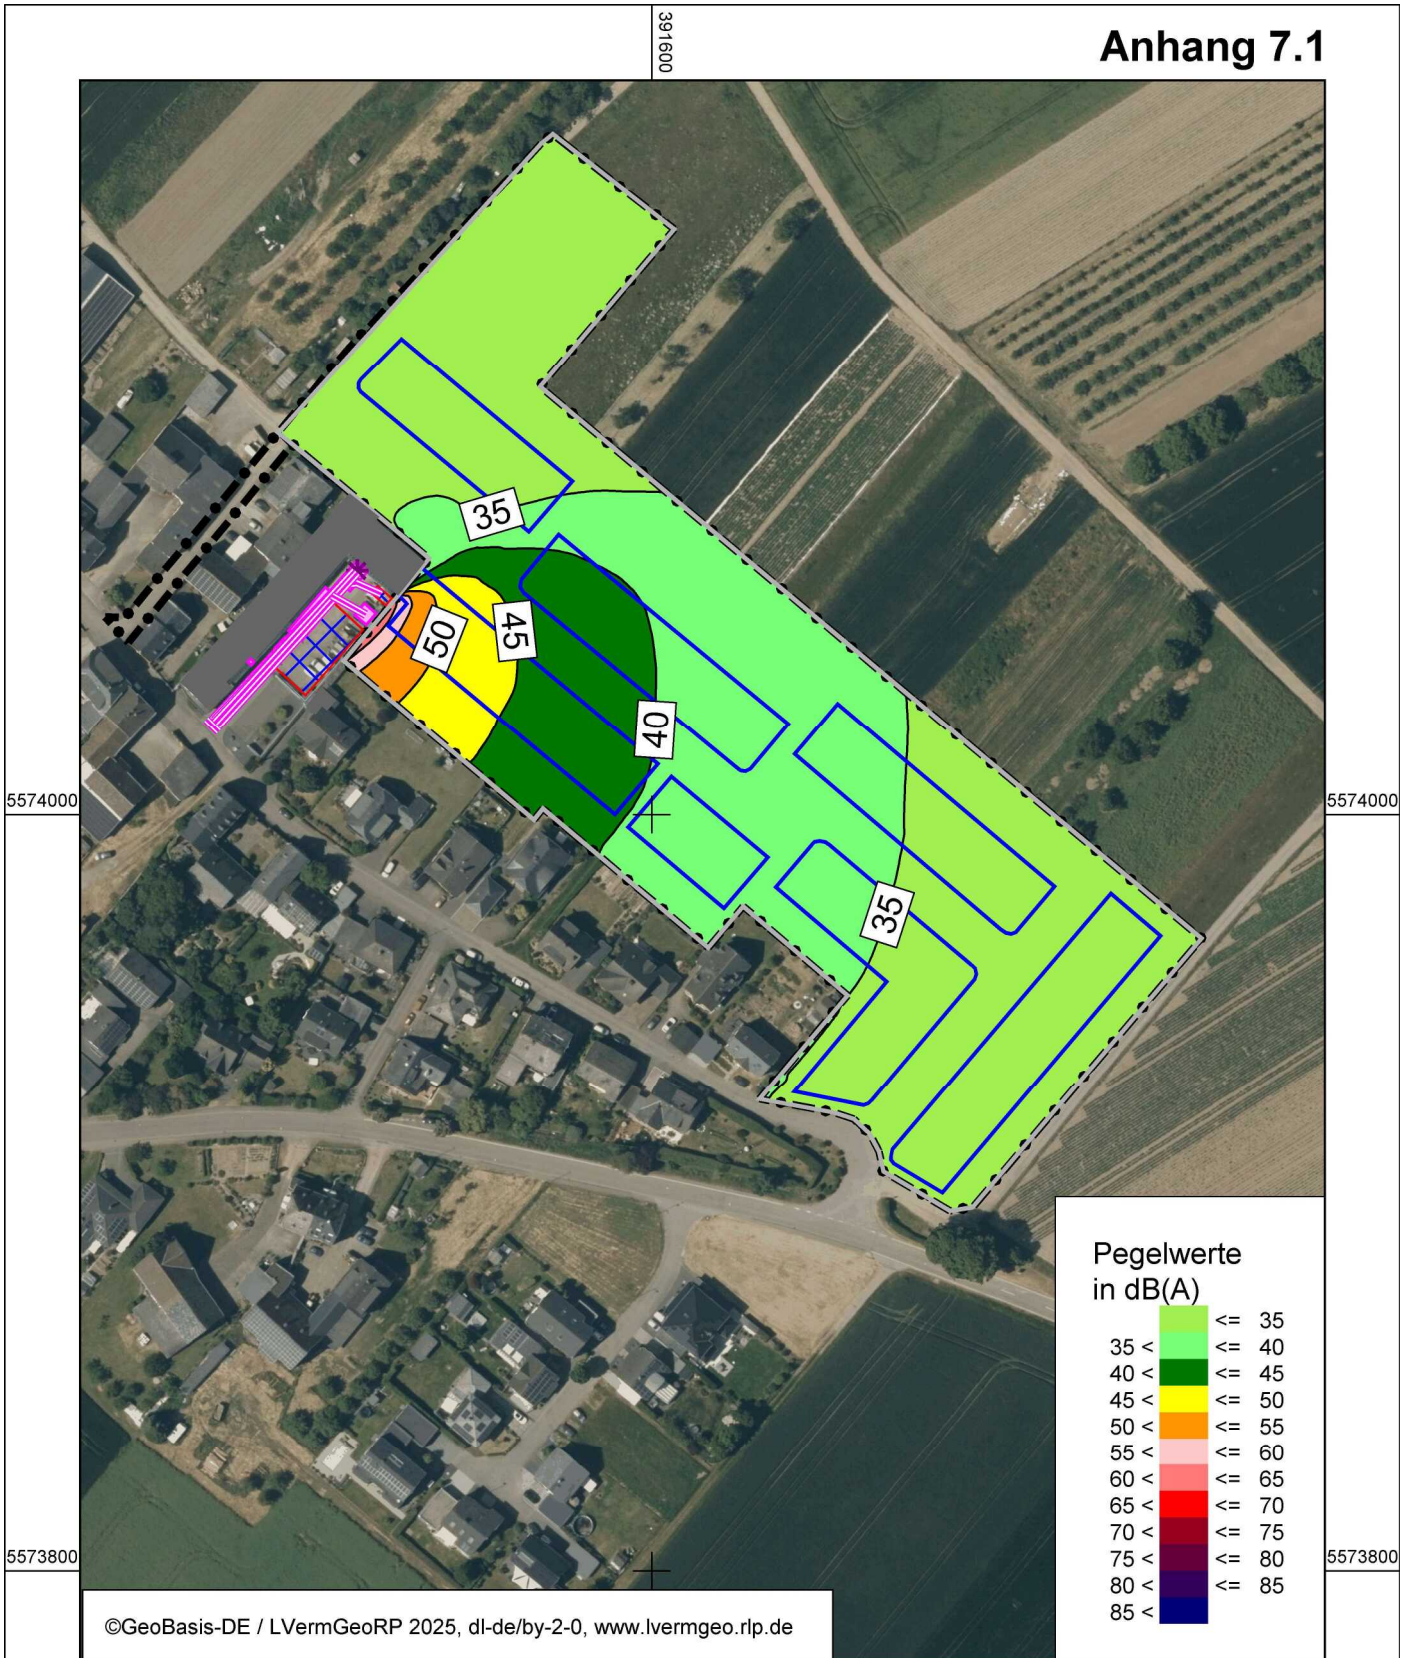 391600
Anhang 7.1
35
50
45
40
5574000
5574000
35
Pegelwerte
in dB(A)
<= 35
35 < <= 40
40 < <= 45
45 < <= 50
50 < <= 55
55 < <= 60
60 < <= 65
65 < <= 70
70 < <= 75
75 < <= 80
80 < <= 85
85 <
5573800
5573800
©GeoBasis-DE / LVermGeoRP 2025, dl-de/by-2-0, www.lvermgeo.rlp.de